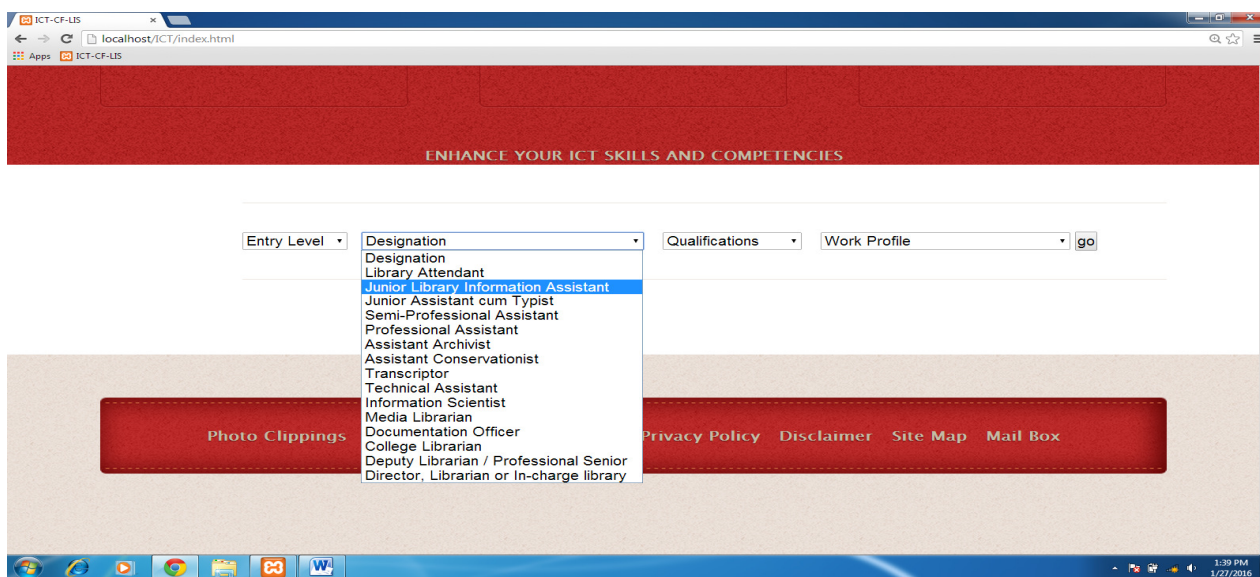 ICT-CF-LIS
localhost/ICT/index.html
Apps ICT-CF-LIS
ENHANCE YOUR ICT SKILLS AND COMPETENCIES
Entry Level Designation Qualifications Work Profile go
Designation
Library Attendant
Junior Library Information Assistant
Junior Assistant cum Typist
Semi-Professional Assistant
Professional Assistant
Assistant Archivist
Assistant Conservationist
Transcriptor
Technical Assistant
Information Scientist
Media Librarian
Documentation Officer
College Librarian
Deputy Librarian / Professional Senior
Director, Librarian or In-charge library
Photo Clippings Privacy Policy Disclaimer Site Map Mail Box
1:39 PM
1/27/2016